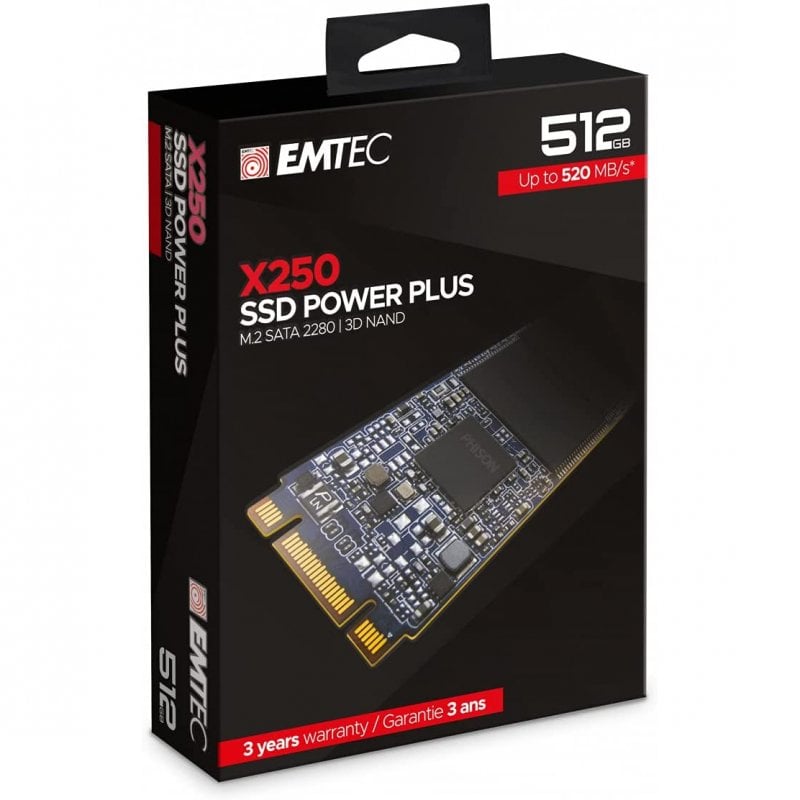 EMTEC
512GB
Up to 520 MB/s*
X250
SSD POWER PLUS
M.2 SATA 2280 | 3D NAND
PHISON
3 years warranty / Garantie 3 ans
X250
SSD POWER PLUS
M.2 SATA | 3D NAND
EMTEC
512GB